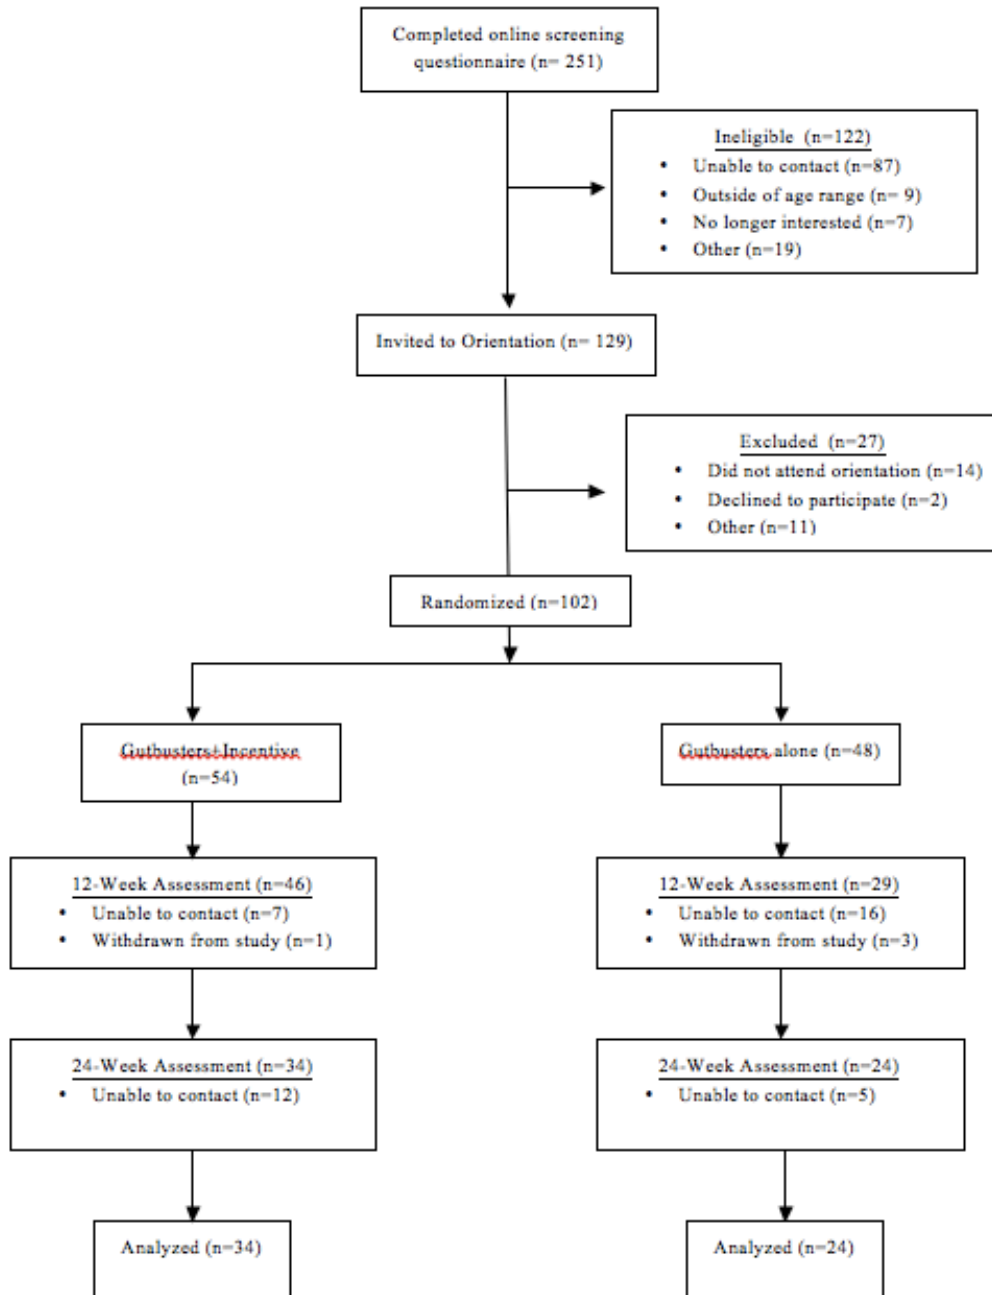 Completed online screening
questionnaire (n= 251)
Ineligible (n=122)
• Unable to contact (n=87)
• Outside of age range (n= 9)
• No longer interested (n=7)
• Other (n=19)
Invited to Orientation (n= 129)
Excluded (n=27)
• Did not attend orientation (n=14)
• Declined to participate (n=2)
• Other (n=11)
Randomized (n=102)
Gutbusters+Incentive
(n=54)
Gutbusters alone (n=48)
12-Week Assessment (n=46)
• Unable to contact (n=7)
• Withdrawn from study (n=1)
12-Week Assessment (n=29)
• Unable to contact (n=16)
• Withdrawn from study (n=3)
24-Week Assessment (n=34)
• Unable to contact (n=12)
24-Week Assessment (n=24)
• Unable to contact (n=5)
Analyzed (n=34)
Analyzed (n=24)